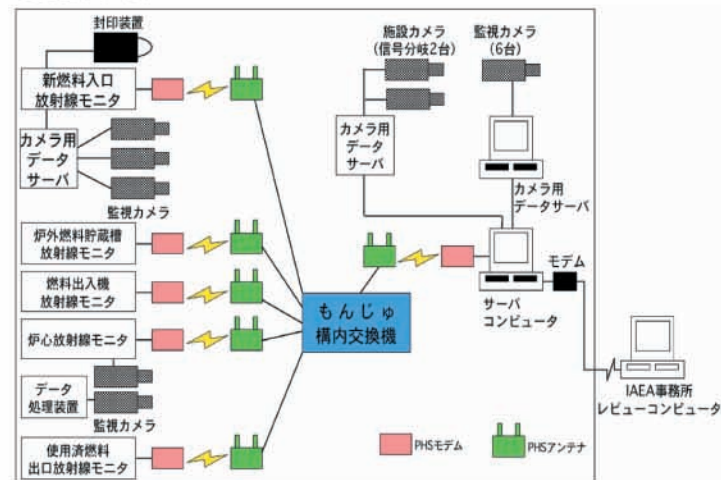 封印装置
新燃料入口
放射線モニタ
カメラ用
データ
サーバ
監視カメラ
炉外燃料貯蔵槽
放射線モニタ
燃料出入機
放射線モニタ
炉心放射線モニタ
データ
処理装置
監視カメラ
使用済燃料
出口放射線モニタ
もんじゅ
構内交換機
施設カメラ
(信号分岐2台)
カメラ用
データ
サーバ
監視カメラ
(6台)
カメラ用
データサーバ
モデム
サーバ
コンピュータ
IAEA事務所
レビューコンピュータ
PHSモデム
PHSアンテナ